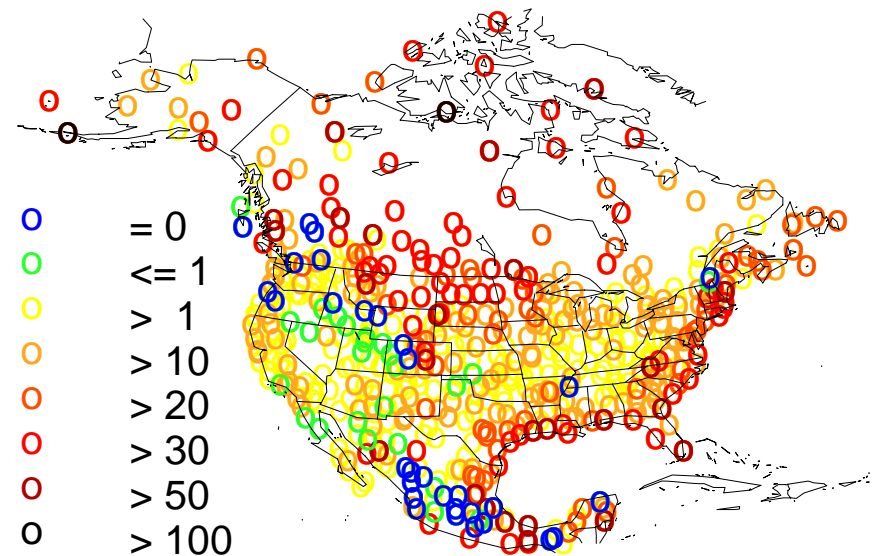 o = 0
o <= 1
o > 1
o > 10
o > 20
o > 30
o > 50
o > 100